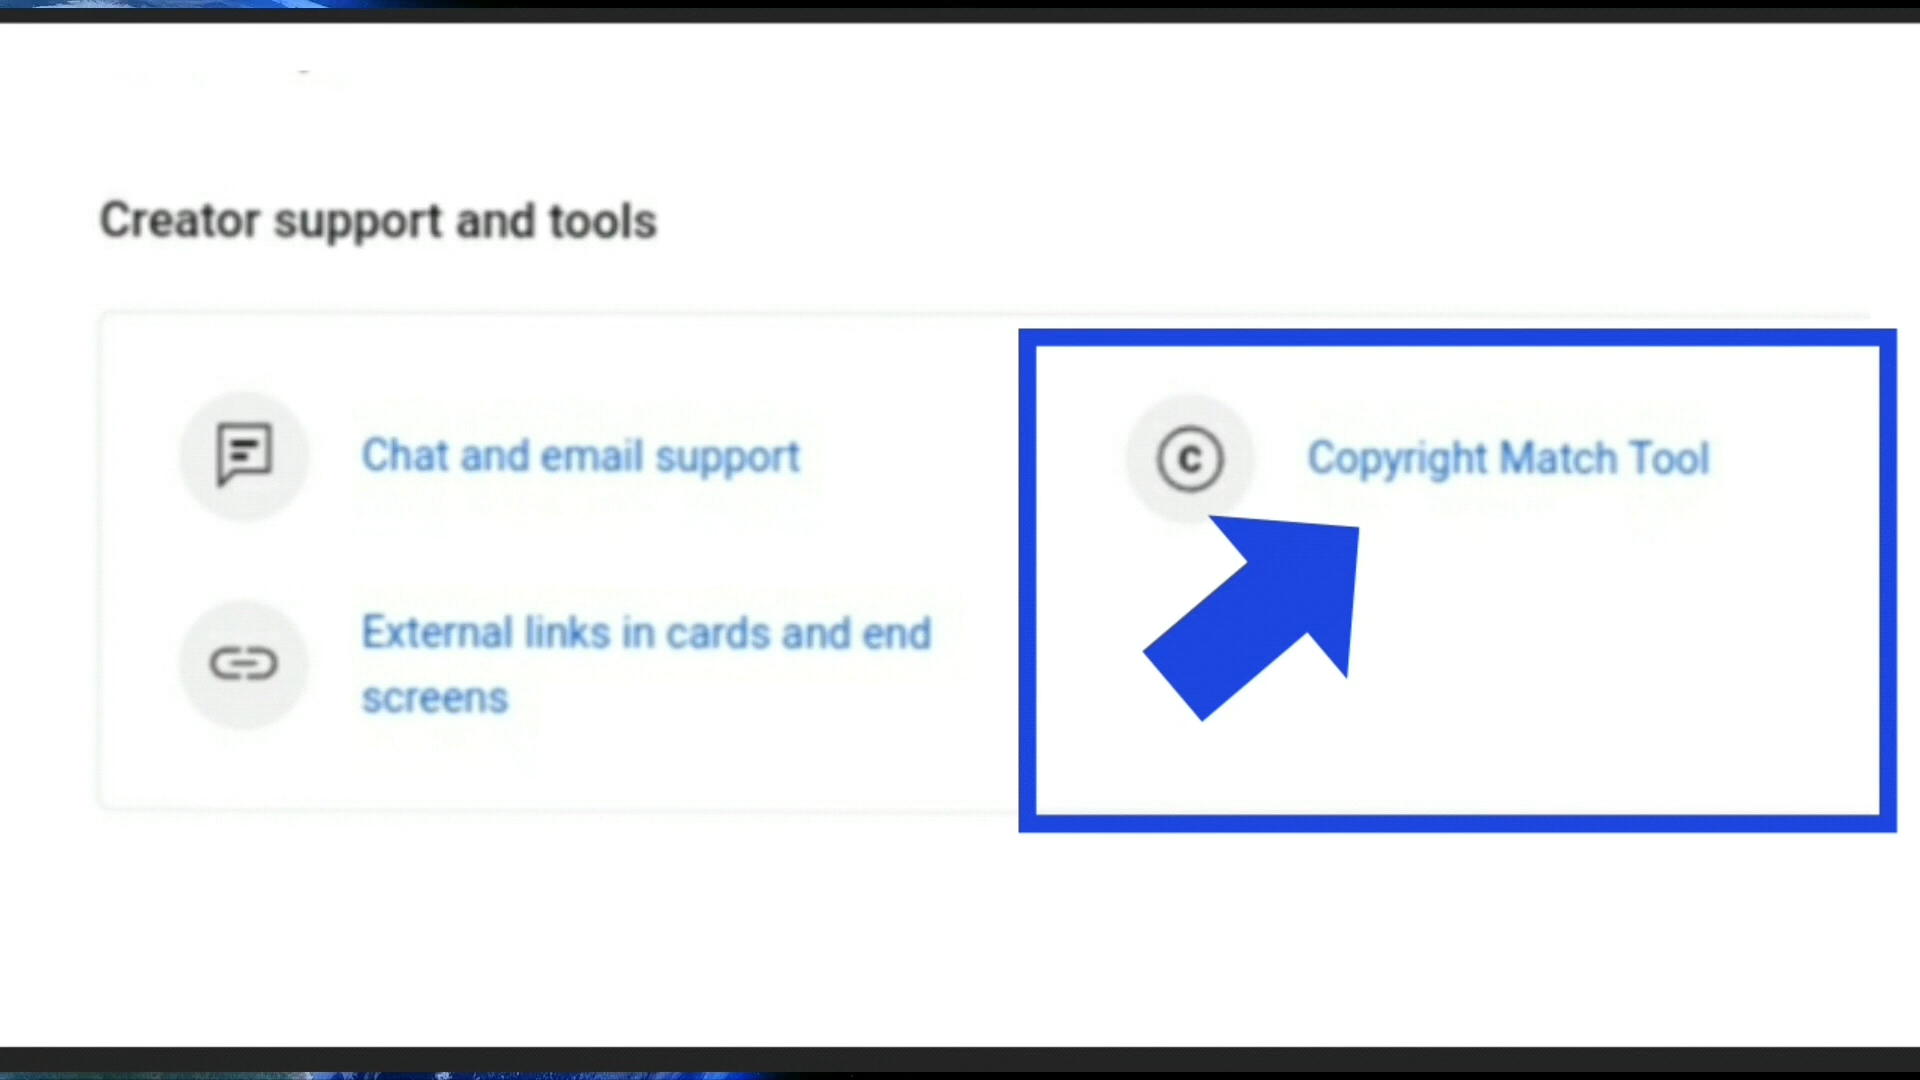 Creator support and tools
Chat and email support
Copyright Match Tool
External links in cards and end
screens